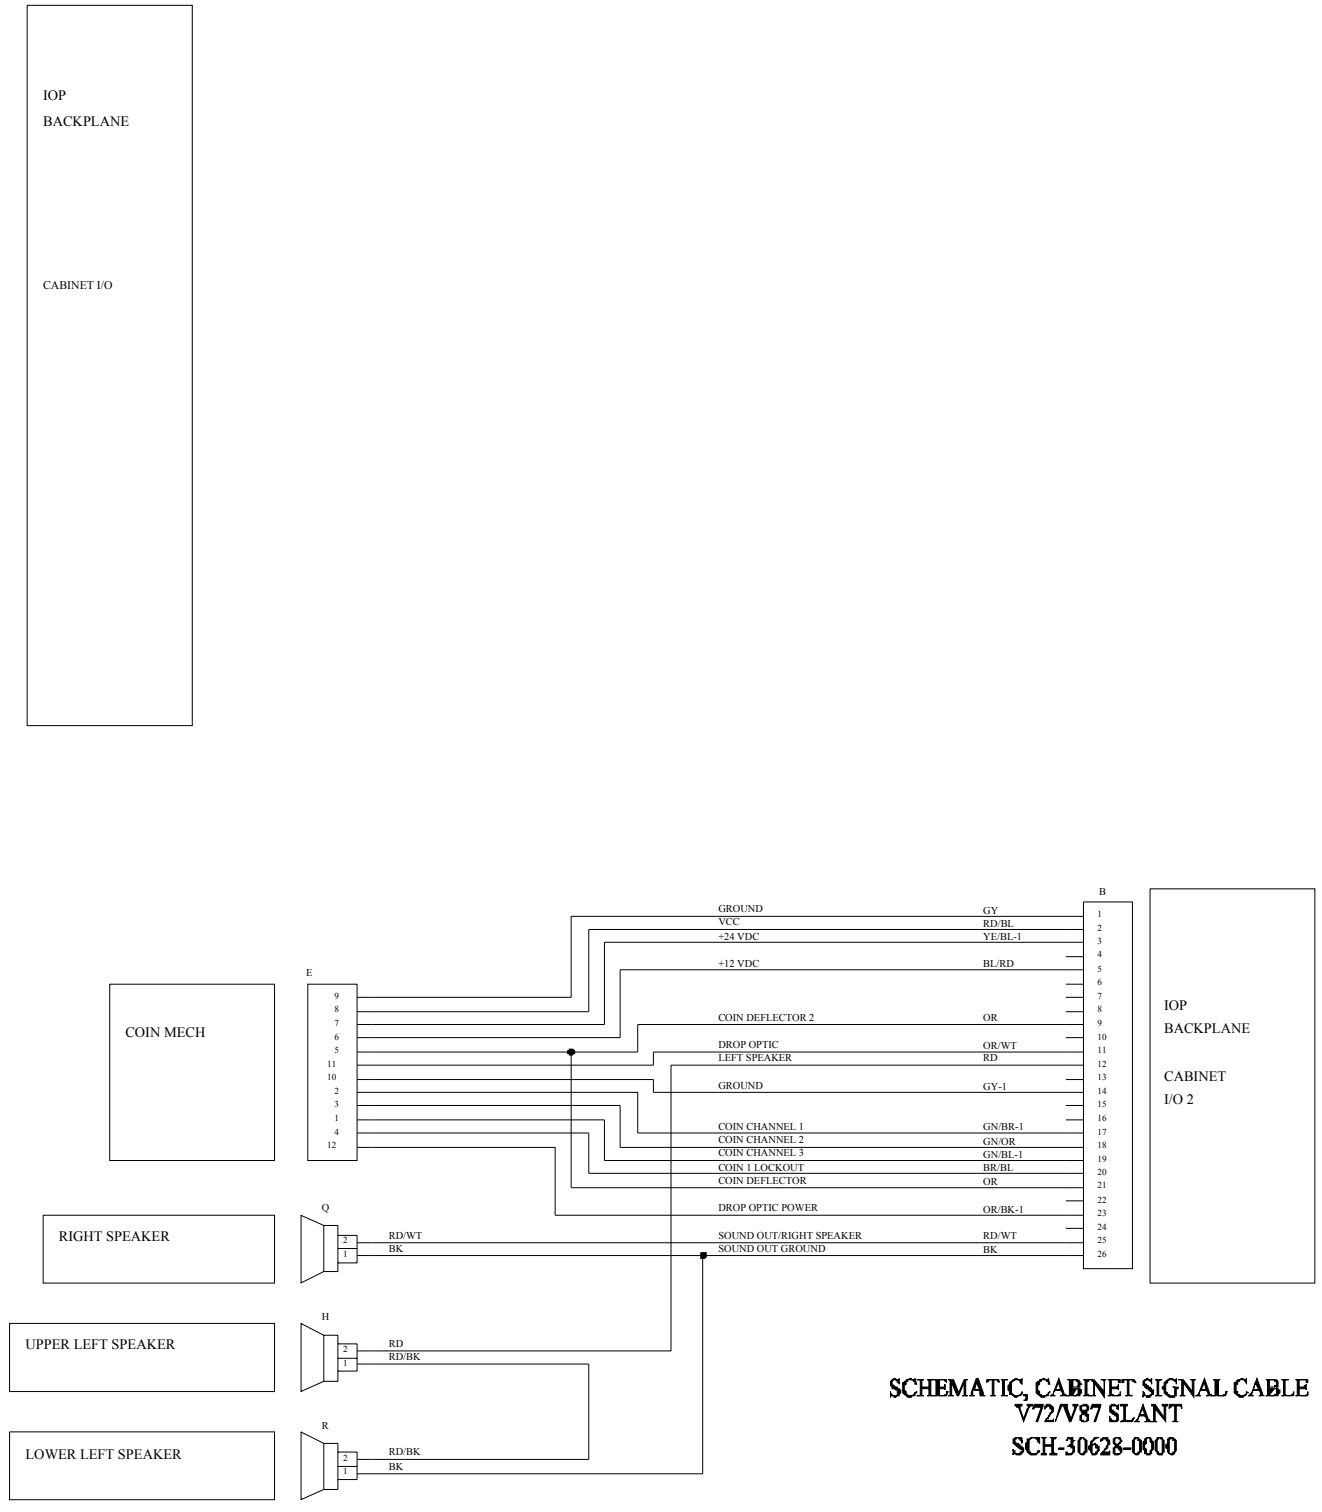 IOP
BACKPLANE
CABINET I/O
B
GROUND GY 1
VCC RD/BL 2
+24 VDC YE/BL-1 3
4
+12 VDC BL/RD 5
6
7
8
COIN DEFLECTOR 2 OR 9
10
DROP OPTIC OR/WT 11
LEFT SPEAKER RD 12
13
GROUND GY-1 14
15
16
COIN CHANNEL 1 GN/BR-1 17
COIN CHANNEL 2 GN/OR 18
COIN CHANNEL 3 GN/BL-1 19
COIN 1 LOCKOUT BR/BL 20
COIN DEFLECTOR OR 21
22
DROP OPTIC POWER OR/BK-1 23
24
SOUND OUT/RIGHT SPEAKER RD/WT 25
SOUND OUT GROUND BK 26
IOP
BACKPLANE
CABINET
I/O 2
E
COIN MECH
9
8
7
6
5
11
10
2
3
1
4
12
Q
RIGHT SPEAKER
2 RD/WT
1 BK
H
UPPER LEFT SPEAKER
2 RD
1 RD/BK
R
LOWER LEFT SPEAKER
2 RD/BK
1 BK
SCHEMATIC, CABINET SIGNAL CABLE
V72/V87 SLANT
SCH-30628-0000